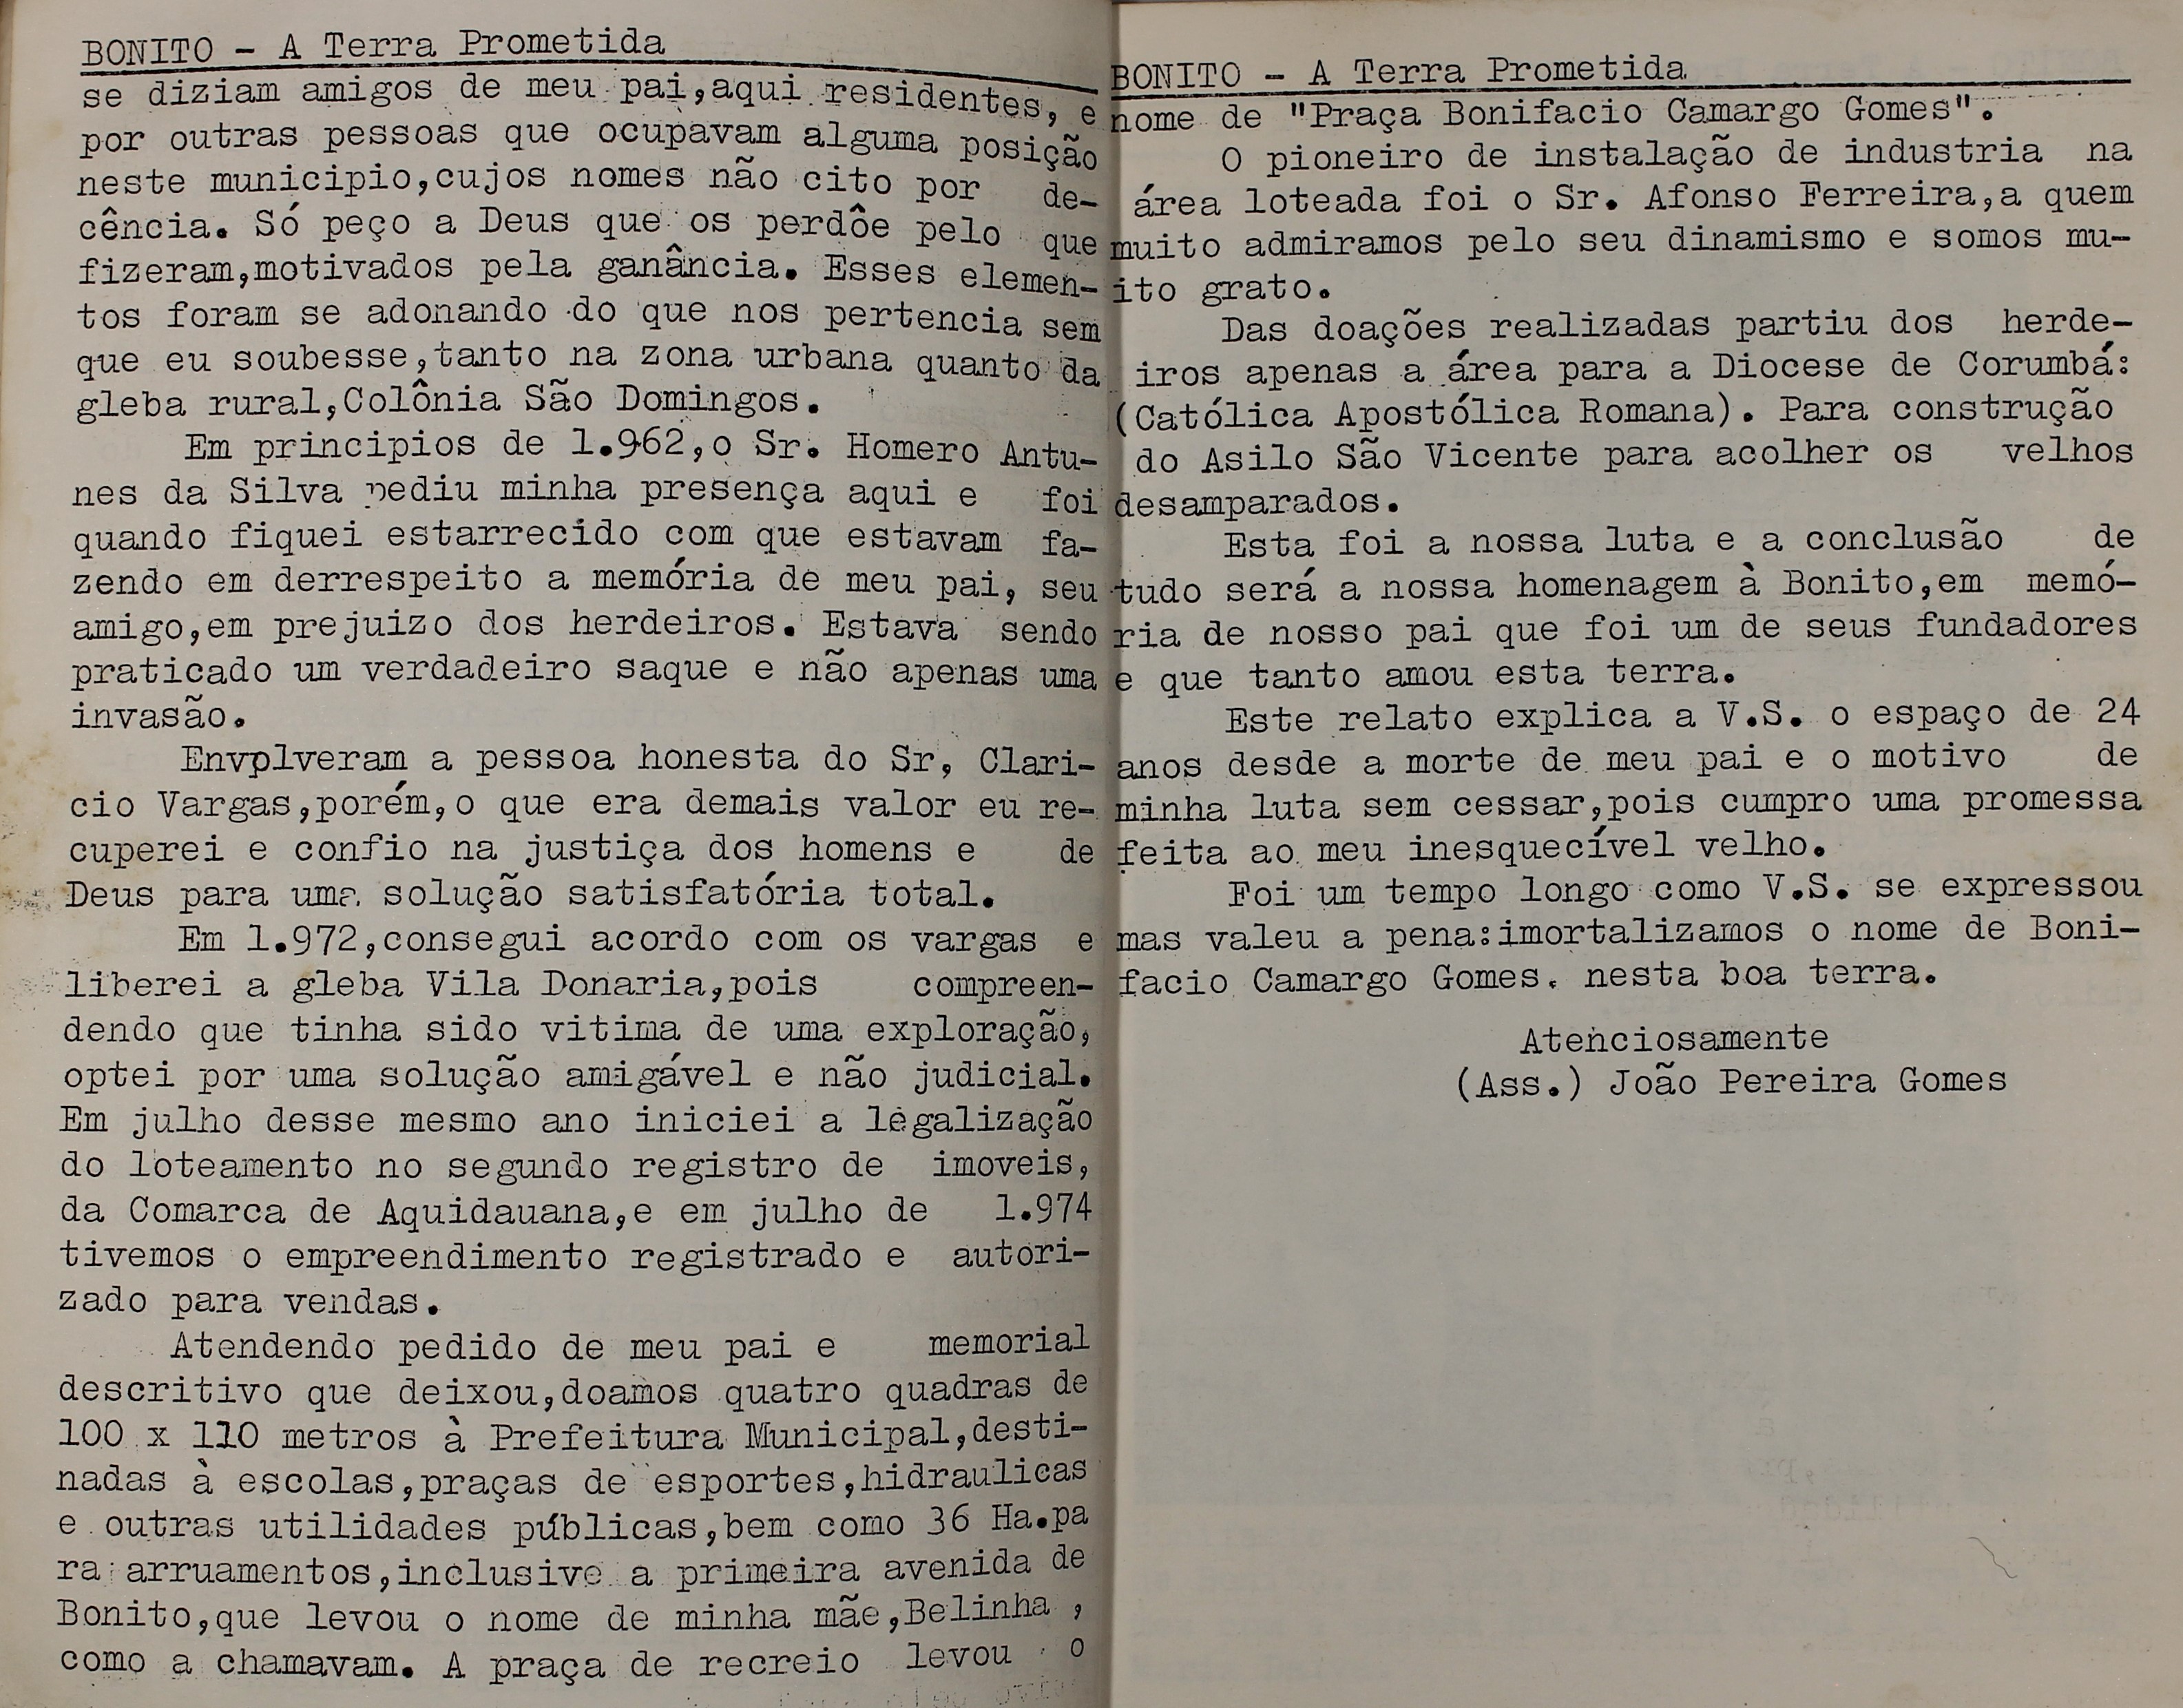 BONITO - A Terra Prometida
se diziam amigos de meu pai,aqui residentes, e
por outras pessoas que ocupavam alguma posição
neste municipio,cujos nomes não cito por de-
cência. Só peço a Deus que os perdôe pelo que
fizeram,motivados pela ganância. Esses elemen-
tos foram se adonando do que nos pertencia sem
que eu soubesse,tanto na zona urbana quanto da
gleba rural,Colônia São Domingos.
Em principios de 1.962,o Sr. Homero Antu-
nes da Silva pediu minha presença aqui e foi
quando fiquei estarrecido com que estavam fa-
zendo em derrespeito a memória de meu pai, seu
amigo,em prejuizo dos herdeiros. Estava sendo
praticado um verdadeiro saque e não apenas uma
invasão.
Envplveram a pessoa honesta do Sr, Clari-
cio Vargas,porém,o que era demais valor eu re-
cuperei e confio na justiça dos homens e de
Deus para uma solução satisfatória total.
Em 1.972,consegui acordo com os vargas e
liberei a gleba Vila Donaria,pois compreen-
dendo que tinha sido vitima de uma exploração,
optei por uma solução amigável e não judicial.
Em julho desse mesmo ano iniciei a legalização
do loteamento no segundo registro de imoveis,
da Comarca de Aquidauana,e em julho de 1.974
tivemos o empreendimento registrado e autori-
zado para vendas.
Atendendo pedido de meu pai e memorial
descritivo que deixou,doamos quatro quadras de
100 x 110 metros à Prefeitura Municipal,desti-
nadas à escolas,praças de esportes,hidraulicas
e outras utilidades públicas,bem como 36 Ha.pa
ra arruamentos,inclusive a primeira avenida de
Bonito,que levou o nome de minha mãe,Belinha ,
como a chamavam. A praça de recreio levou o
BONITO - A Terra Prometida
nome de "Praça Bonifacio Camargo Gomes".
O pioneiro de instalação de industria na
área loteada foi o Sr. Afonso Ferreira,a quem
muito admiramos pelo seu dinamismo e somos mu-
ito grato.
Das doações realizadas partiu dos herde-
iros apenas a área para a Diocese de Corumbá:
(Católica Apostólica Romana). Para construção
do Asilo São Vicente para acolher os velhos
desamparados.
Esta foi a nossa luta e a conclusão de
tudo será a nossa homenagem à Bonito,em memó-
ria de nosso pai que foi um de seus fundadores
e que tanto amou esta terra.
Este relato explica a V.S. o espaço de 24
anos desde a morte de meu pai e o motivo de
minha luta sem cessar,pois cumpro uma promessa
feita ao meu inesquecível velho.
Foi um tempo longo como V.S. se expressou
mas valeu a pena:imortalizamos o nome de Boni-
facio Camargo Gomes. nesta boa terra.
Atenciosamente
(Ass.) João Pereira Gomes